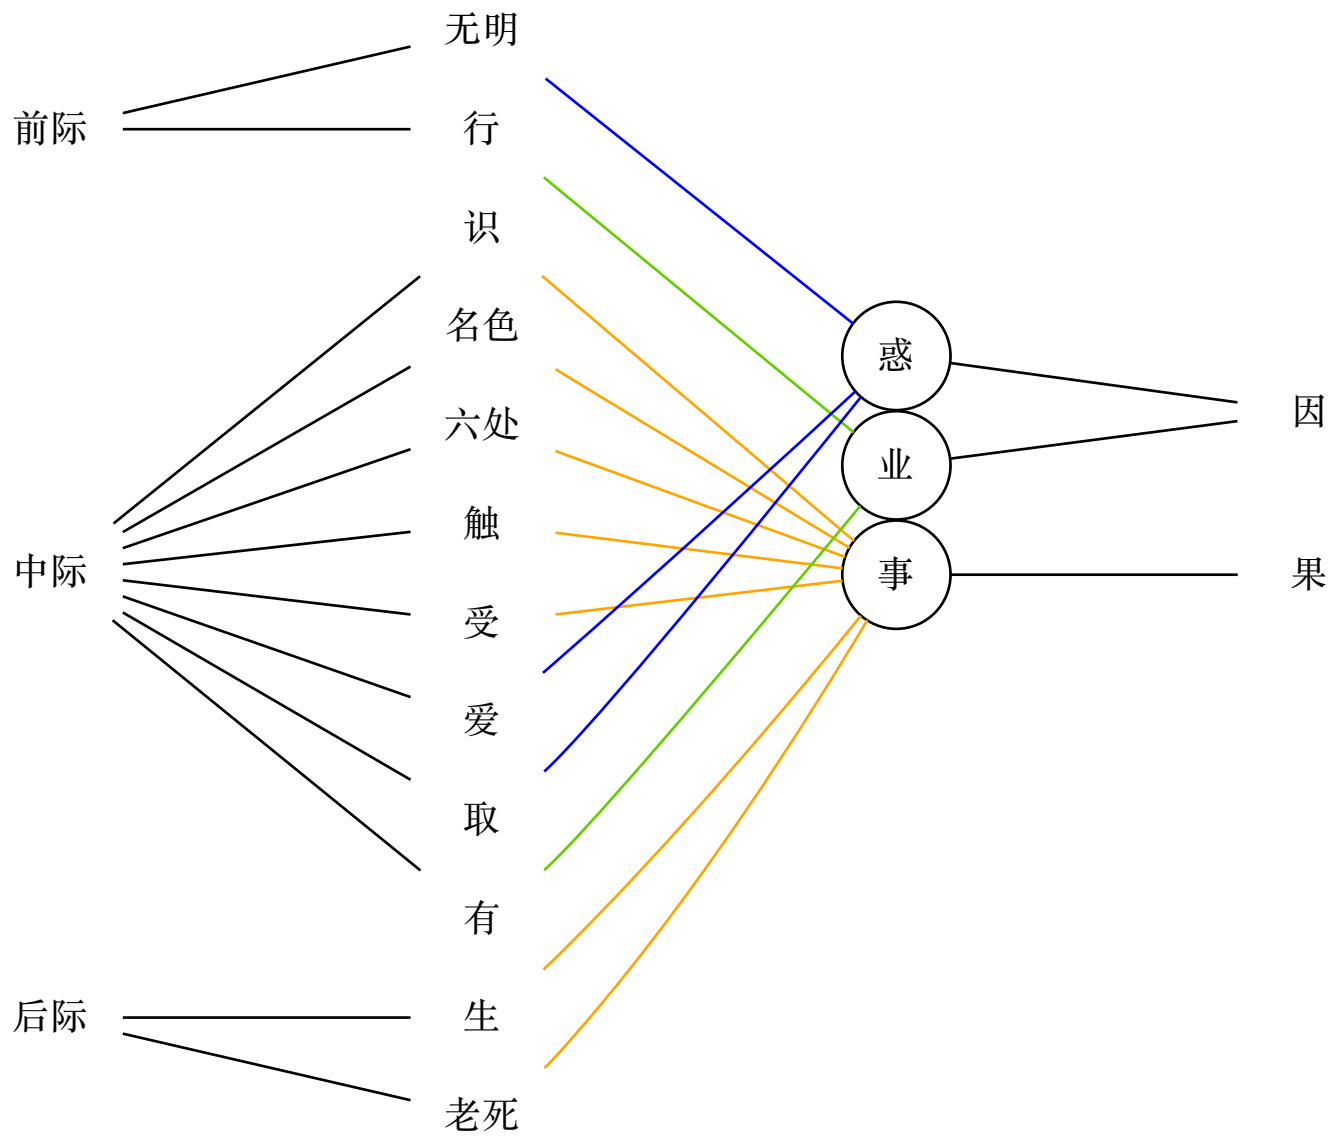 前际
中际
后际
无明
行
识
名色
六处
触
受
爱
取
有
生
老死
惑
业
事
因
果